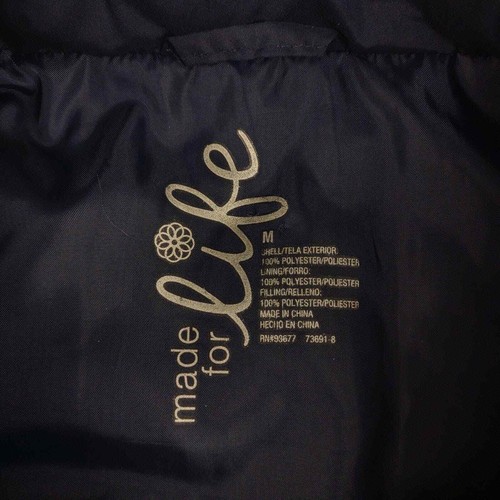 made
for
life
M
SHELL/TELA EXTERIOR:
100% POLYESTER/POLIESTER
LINING/FORRO:
100% POLYESTER/POLIESTER
FILLING/RELLENO:
100% POLYESTER/POLIESTER
MADE IN CHINA
HECHO EN CHINA
RN#93677 73691-8